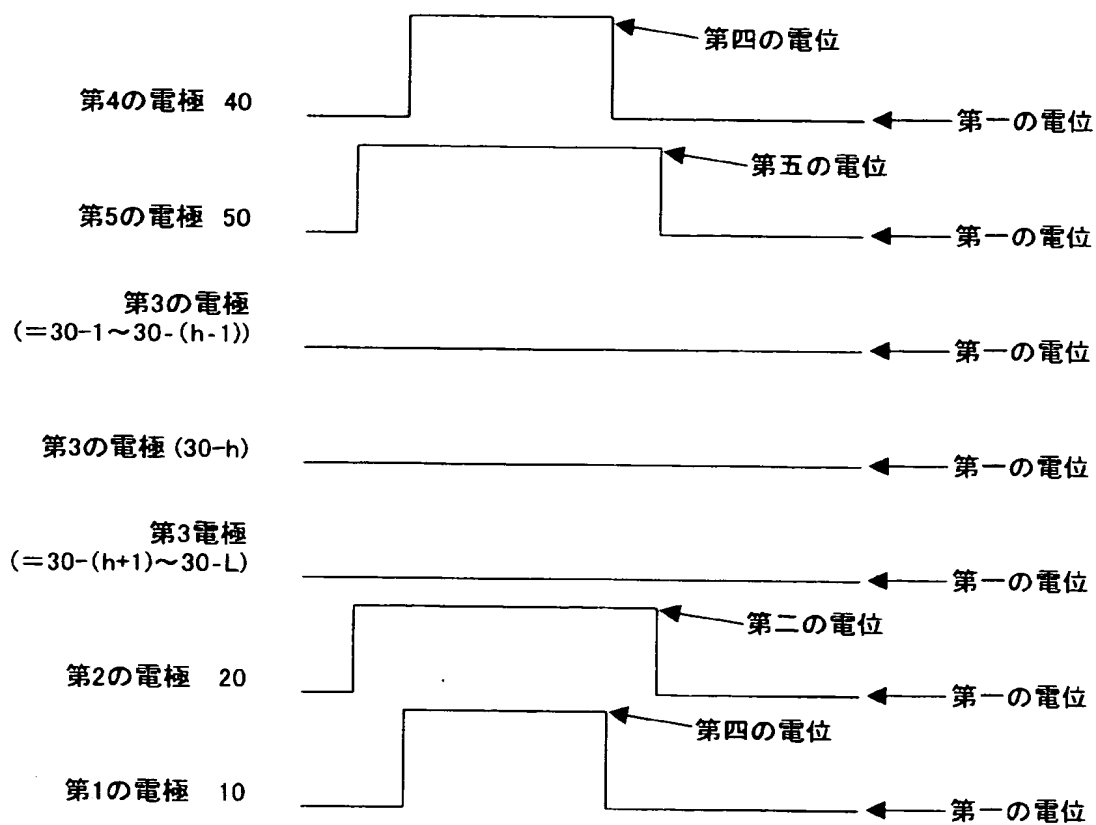 第四の電位
第4の電極 40
第一の電位
第五の電位
第5の電極 50
第一の電位
第3の電極
(=30-1~30-(h-1))
第一の電位
第3の電極 (30-h)
第一の電位
第3電極
(=30-(h+1)~30-L)
第一の電位
第二の電位
第2の電極 20
第一の電位
第四の電位
第1の電極 10
第一の電位